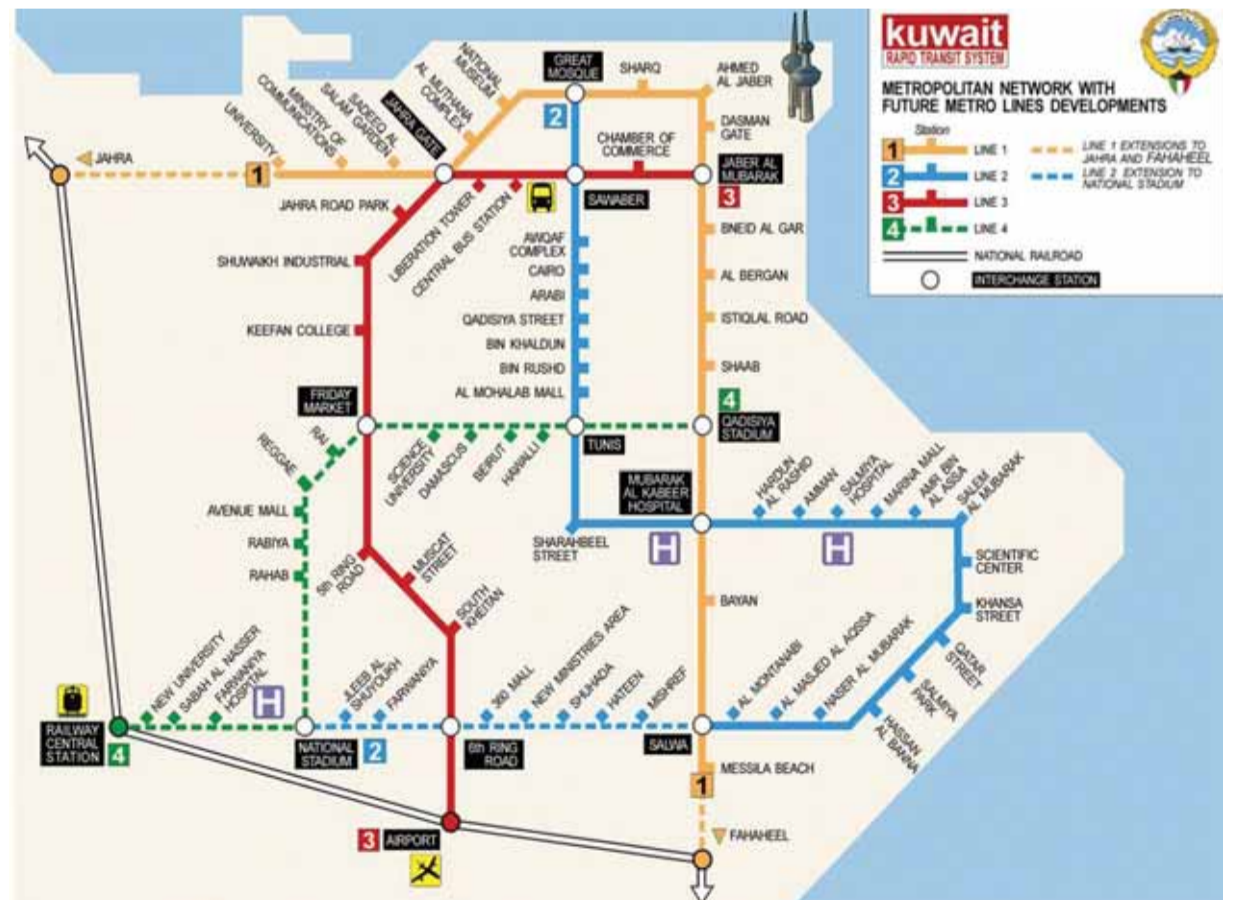 kuwait
RAPID TRANSIT SYSTEM
METROPOLITAN NETWORK WITH
FUTURE METRO LINES DEVELOPMENTS
Station
1 LINE 1
2 LINE 2
3 LINE 3
4 LINE 4
NATIONAL RAILROAD
INTERCHANGE STATION
LINE 1 EXTENSIONS TO
JAHRA AND FAHAHEEL
LINE 2 EXTENSION TO
NATIONAL STADIUM
JAHRA
1
UNIVERSITY
MINISTRY OF
COMMUNICATIONS
SADEEQ AL
SALAM GARDEN
JAHRA GATE
AL MUTHANA
COMPLEX
NATIONAL
MUSEUM
GREAT
MOSQUE
2
SHARQ
AHMED
AL JABER
DASMAN
GATE
CHAMBER OF
COMMERCE
JABER AL
MUBARAK
3
JAHRA ROAD PARK
LIBERATION TOWER
CENTRAL BUS STATION
SAWABER
SHUWAIKH INDUSTRIAL
KEEFAN COLLEGE
AWQAF
COMPLEX
CAIRO
ARABI
QADISIYA STREET
BIN KHALDUN
BIN RUSHD
AL MOHALAB MALL
BNEID AL GAR
AL BERGAN
ISTIQLAL ROAD
SHAAB
4
QADISIYA
STADIUM
FRIDAY
MARKET
RAI
REGGAE
SCIENCE
UNIVERSITY
DAMASCUS
BEIRUT
HAWALLI
TUNIS
AVENUE MALL
RABIYA
RAHAB
MUBARAK
AL KABEER
HOSPITAL
HARDUN
AL RASHID
AMMAN
SALMIYA
HOSPITAL
MARINA MALL
AMR BIN
AL ASSA
SALEM
AL MUBARAK
SHARAHBEEL
STREET
H
H
SCIENTIFIC
CENTER
KHANSA
STREET
5th RING
ROAD
MUSCAT
STREET
SOUTH
KHEITAN
BAYAN
QATAR
STREET
SALMIYA
PARK
HASSAN
AL BANNA
NEW UNIVERSITY
SABAH AL NASSER
FARWANIYA
HOSPITAL
H
JLEEB AL
SHUYOUKH
FARWANIYA
360 MALL
NEW MINISTRIES AREA
SHUHADA
HATEEN
MISHREF
AL MONTANABI
AL MASJED AL AQSSA
NASER AL MUBARAK
RAILWAY
CENTRAL
STATION
4
NATIONAL
STADIUM
2
6th RING
ROAD
SALWA
MESSILA BEACH
1
3
AIRPORT
FAHAHEEL